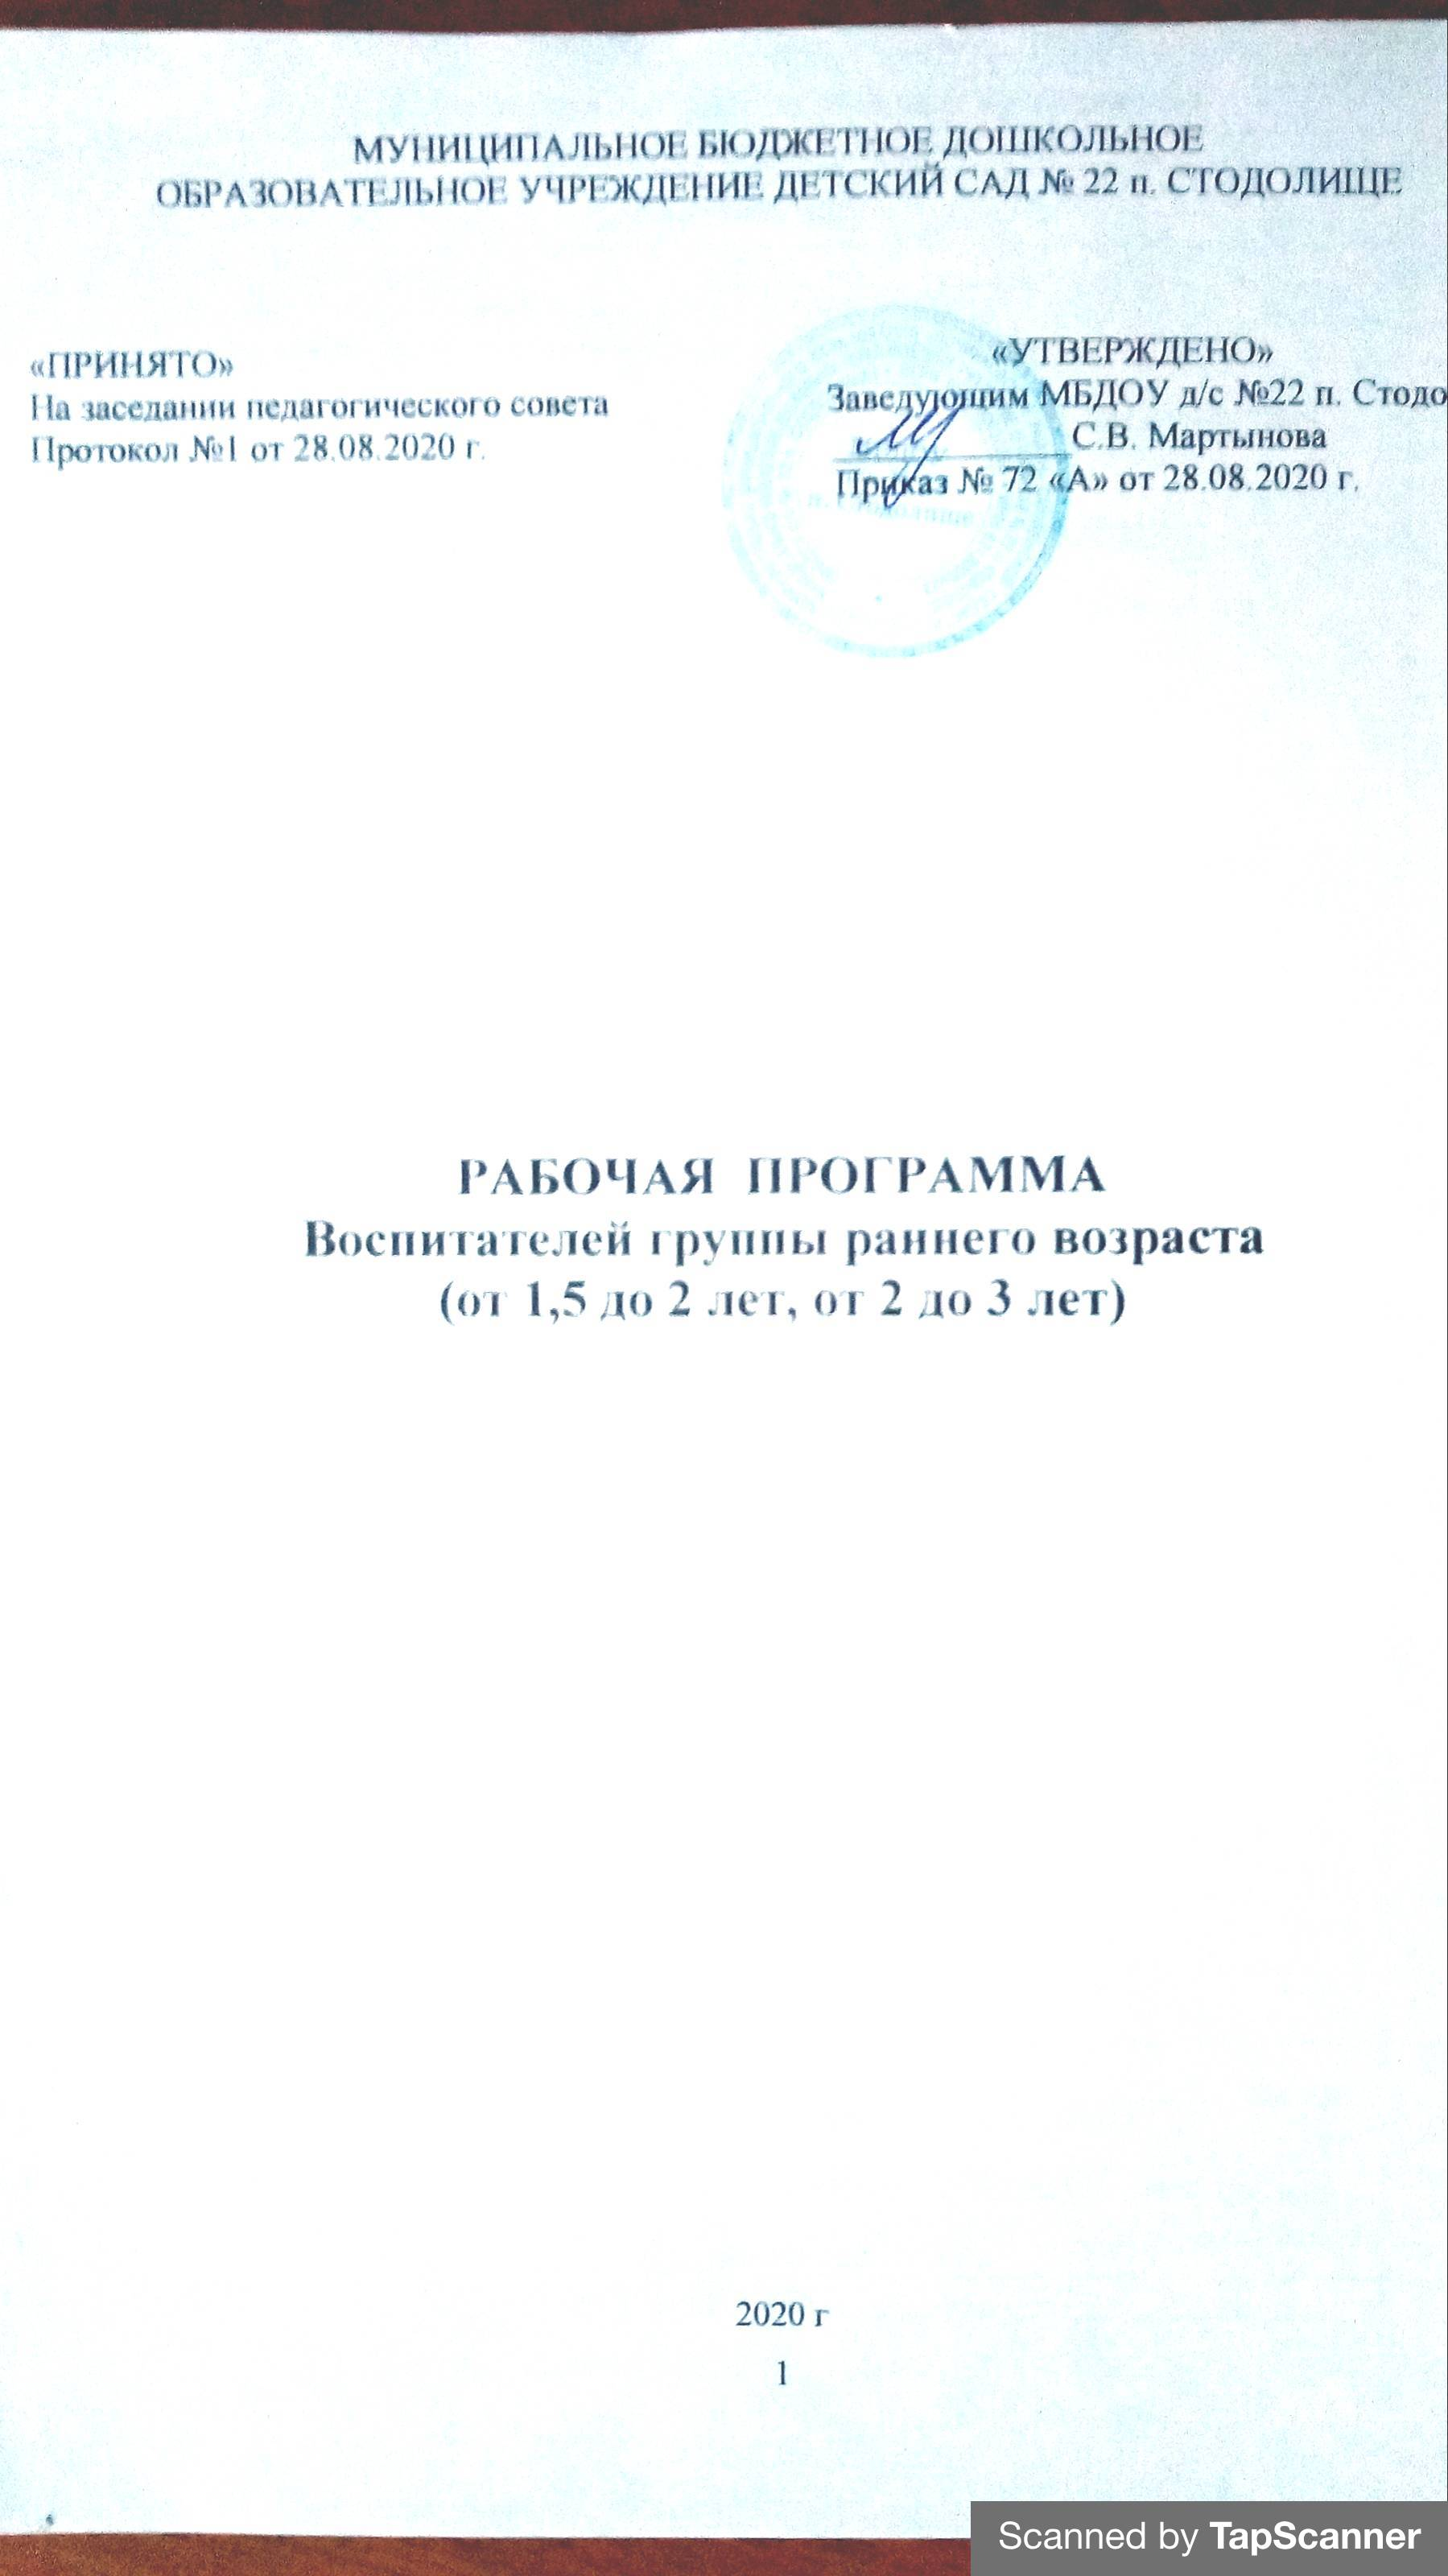 МУНИЦИПАЛЬНОЕ БЮДЖЕТНОЕ ДОШКОЛЬНОЕ
ОБРАЗОВАТЕЛЬНОЕ УЧРЕЖДЕНИЕ ДЕТСКИЙ САД № 22 п. СТОДОЛИЩЕ
«ПРИНЯТО»
На заседании педагогического совета
Протокол №1 от 28.08.2020 г.
«УТВЕРЖДЕНО»
Заведующим МБДОУ д/с №22 п. Стодо
С.В. Мартынова
Приказ № 72 «А» от 28.08.2020 г.
РАБОЧАЯ ПРОГРАММА
Воспитателей группы раннего возраста
(от 1,5 до 2 лет, от 2 до 3 лет)
2020 г
1
Scanned by TapScanner